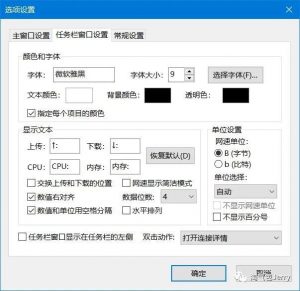 选项设置
主窗口设置 任务栏窗口设置 常规设置
颜色和字体
字体： 微软雅黑 字体大小： 9 选择字体(F)...
文本颜色： 背景颜色： 透明色：
指定每个项目的颜色
显示文本
上传： ↑: 下载： ↓:
CPU： CPU: 内存： 内存:
恢复默认(D)
交换上传和下载的位置 网速显示简洁模式
数值右对齐 数据位数： 4
数值和单位用空格分隔 水平排列
单位设置
网速单位：
B (字节)
b (比特)
单位选择：
自动
不显示网速单位
不显示百分号
任务栏窗口显示在任务栏的左侧 双击动作： 打开连接详情
确定 取消
Jerry